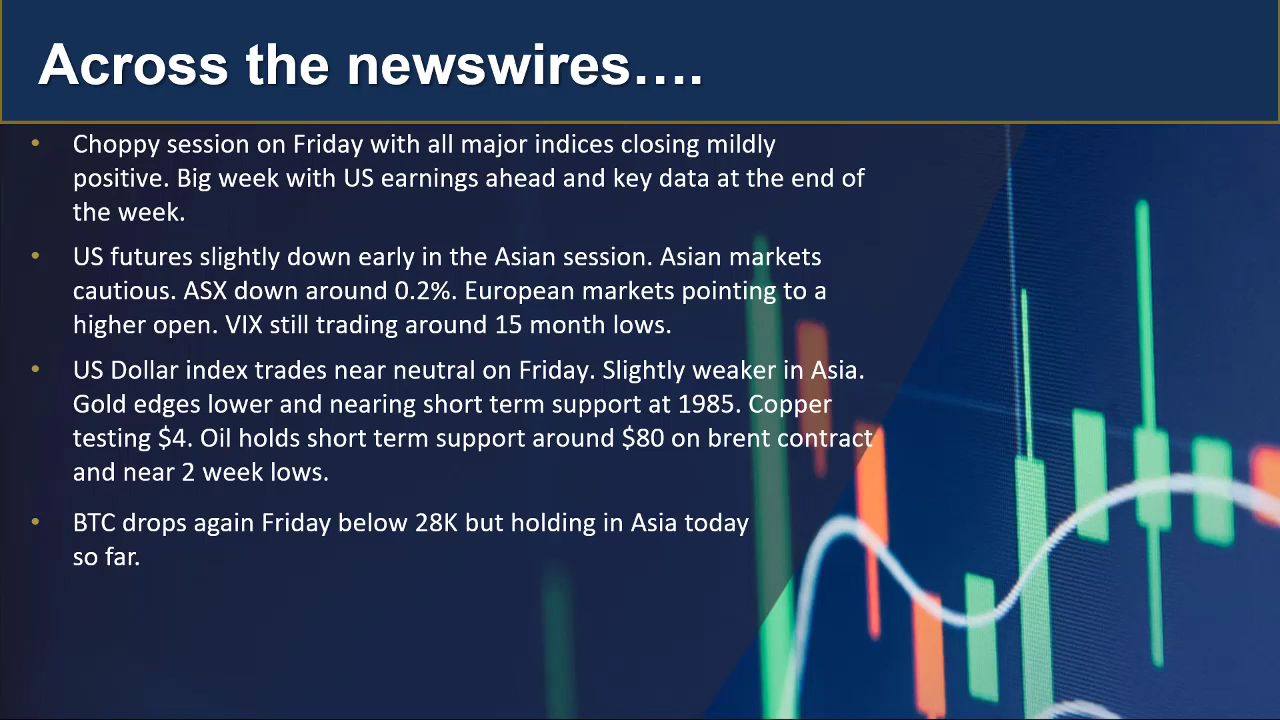 Across the newswires….
• Choppy session on Friday with all major indices closing mildly
positive. Big week with US earnings ahead and key data at the end of
the week.
• US futures slightly down early in the Asian session. Asian markets
cautious. ASX down around 0.2%. European markets pointing to a
higher open. VIX still trading around 15 month lows.
• US Dollar index trades near neutral on Friday. Slightly weaker in Asia.
Gold edges lower and nearing short term support at 1985. Copper
testing $4. Oil holds short term support around $80 on brent contract
and near 2 week lows.
• BTC drops again Friday below 28K but holding in Asia today
so far.